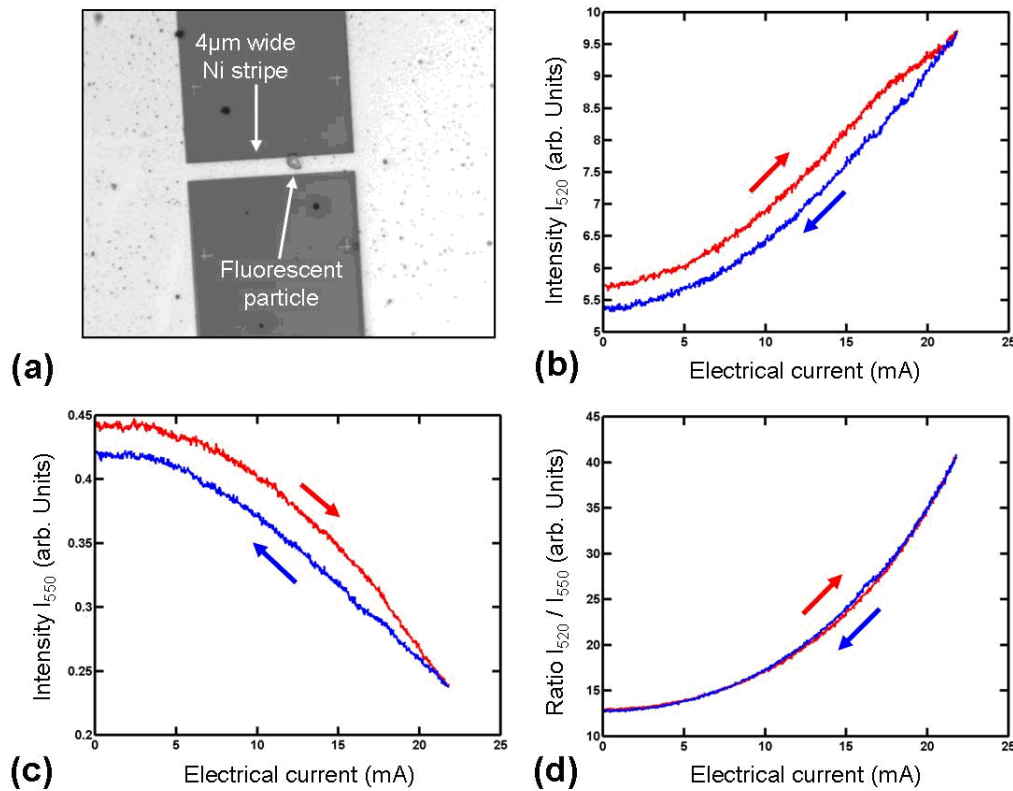 4µm wide
Ni stripe
Fluorescent
particle
(a)
Intensity I520 (arb. Units)
10
9.5
9
8.5
8
7.5
7
6.5
6
5.5
5
0 5 10 15 20 25
Electrical current (mA)
(b)
Intensity I550 (arb. Units)
0.45
0.4
0.35
0.3
0.25
0.2
0 5 10 15 20 25
Electrical current (mA)
(c)
Ratio I520 / I550 (arb. Units)
45
40
35
30
25
20
15
10
0 5 10 15 20 25
Electrical current (mA)
(d)